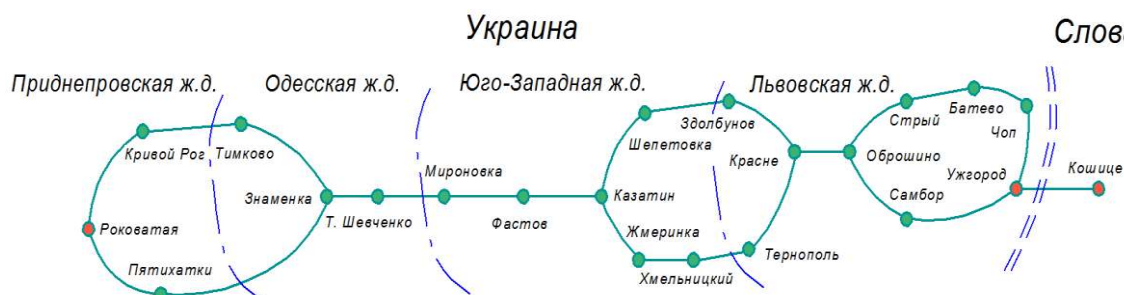 Украина
Слова
Приднепровская ж.д.
Одесская ж.д.
Юго-Западная ж.д.
Львовская ж.д.
Кривой Рог
Тимково
Роковатая
Пятихатки
Знаменка
Т. Шевченко
Мироновка
Фастов
Казатин
Шепетовка
Здолбунов
Жмеринка
Хмельницкий
Тернополь
Красне
Оброшино
Стрый
Батево
Чоп
Самбор
Ужгород
Кошице